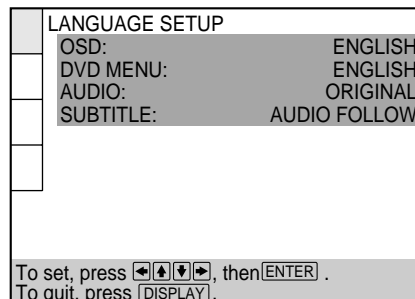 LANGUAGE SETUP
OSD: ENGLISH
DVD MENU: ENGLISH
AUDIO: ORIGINAL
SUBTITLE: AUDIO FOLLOW
To set, press ←↑↓→, then ENTER .
To quit, press DISPLAY.